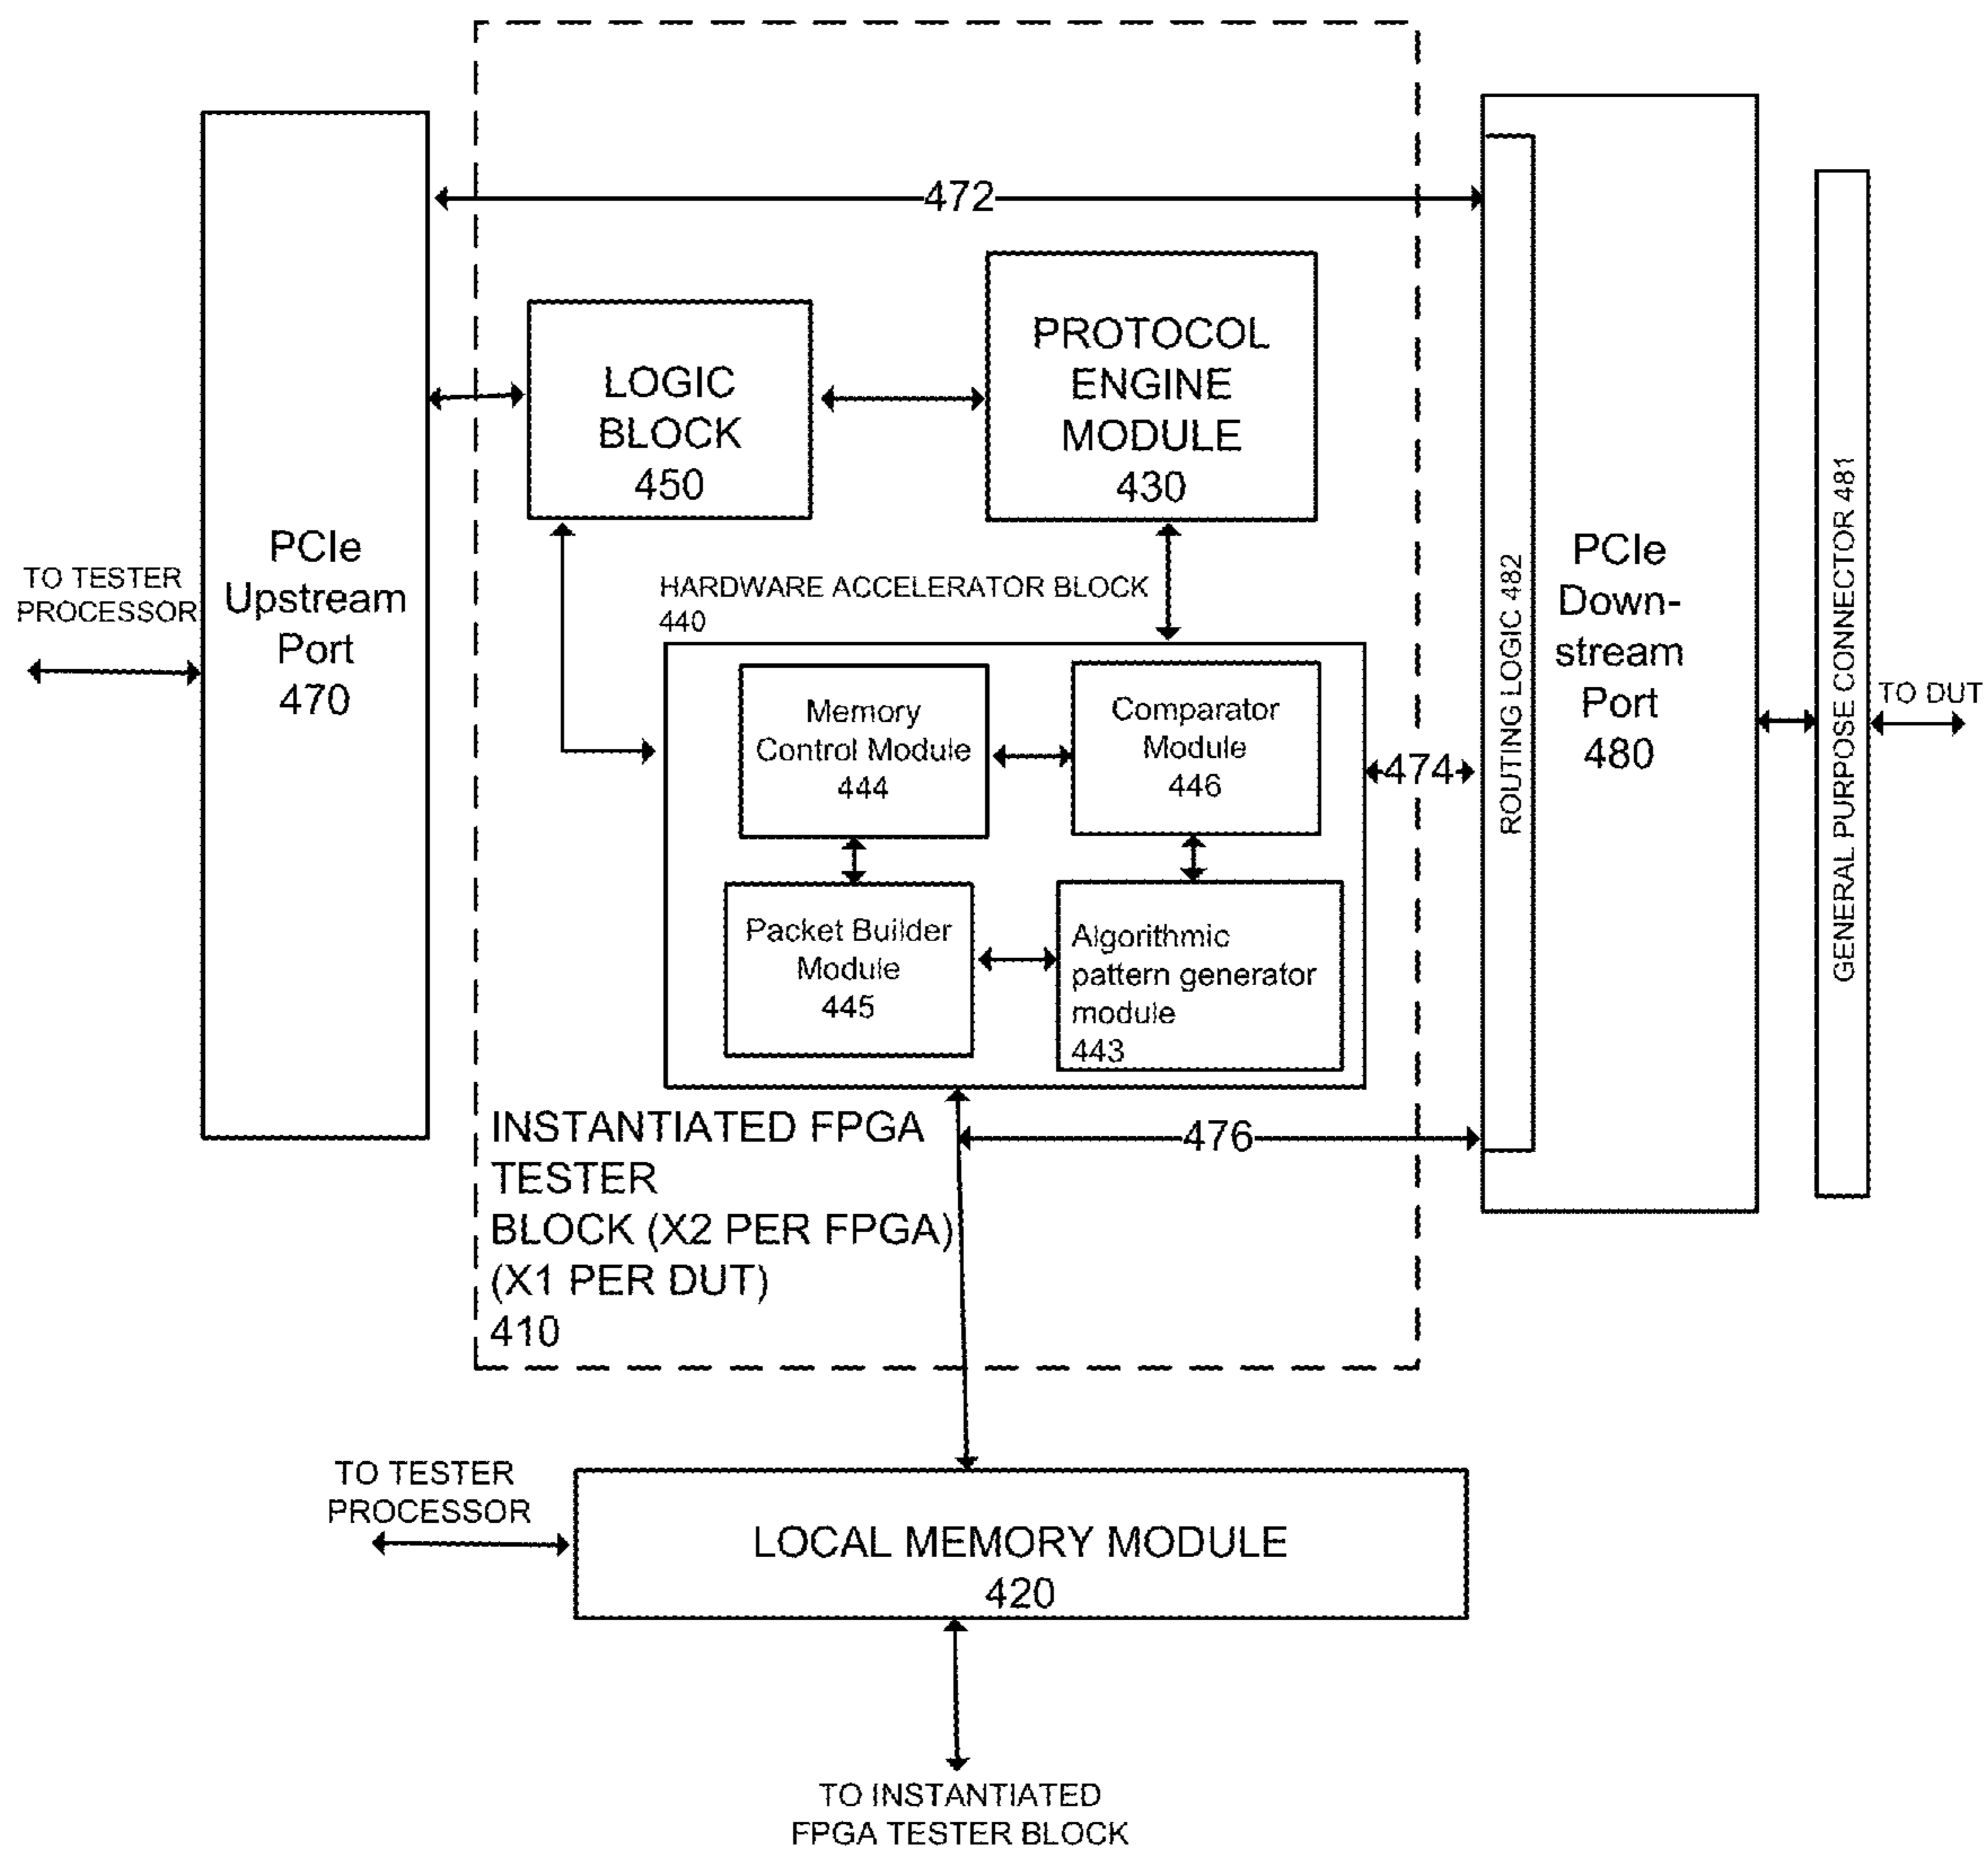 472
PCIe
Upstream
Port
470
TO TESTER
PROCESSOR
LOGIC
BLOCK
450
PROTOCOL
ENGINE
MODULE
430
HARDWARE ACCELERATOR BLOCK
440
Memory
Control Module
444
Comparator
Module
446
Packet Builder
Module
445
Algorithmic
pattern generator
module
443
474
476
ROUTING LOGIC 482
PCIe
Down-
stream
Port
480
GENERAL PURPOSE CONNECTOR 481
TO DUT
INSTANTIATED FPGA
TESTER
BLOCK (X2 PER FPGA)
(X1 PER DUT)
410
TO TESTER
PROCESSOR
LOCAL MEMORY MODULE
420
TO INSTANTIATED
FPGA TESTER BLOCK